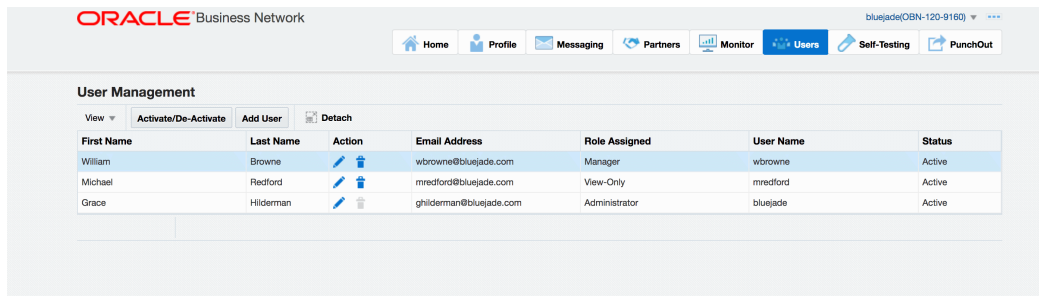 ORACLE® Business Network
bluejade(OBN-120-9160)
Home Profile Messaging Partners Monitor Users Self-Testing PunchOut
User Management
View Activate/De-Activate Add User Detach
First Name Last Name Action Email Address Role Assigned User Name Status
William Browne wbrowne@bluejade.com Manager wbrowne Active
Michael Redford mredford@bluejade.com View-Only mredford Active
Grace Hilderman ghilderman@bluejade.com Administrator bluejade Active